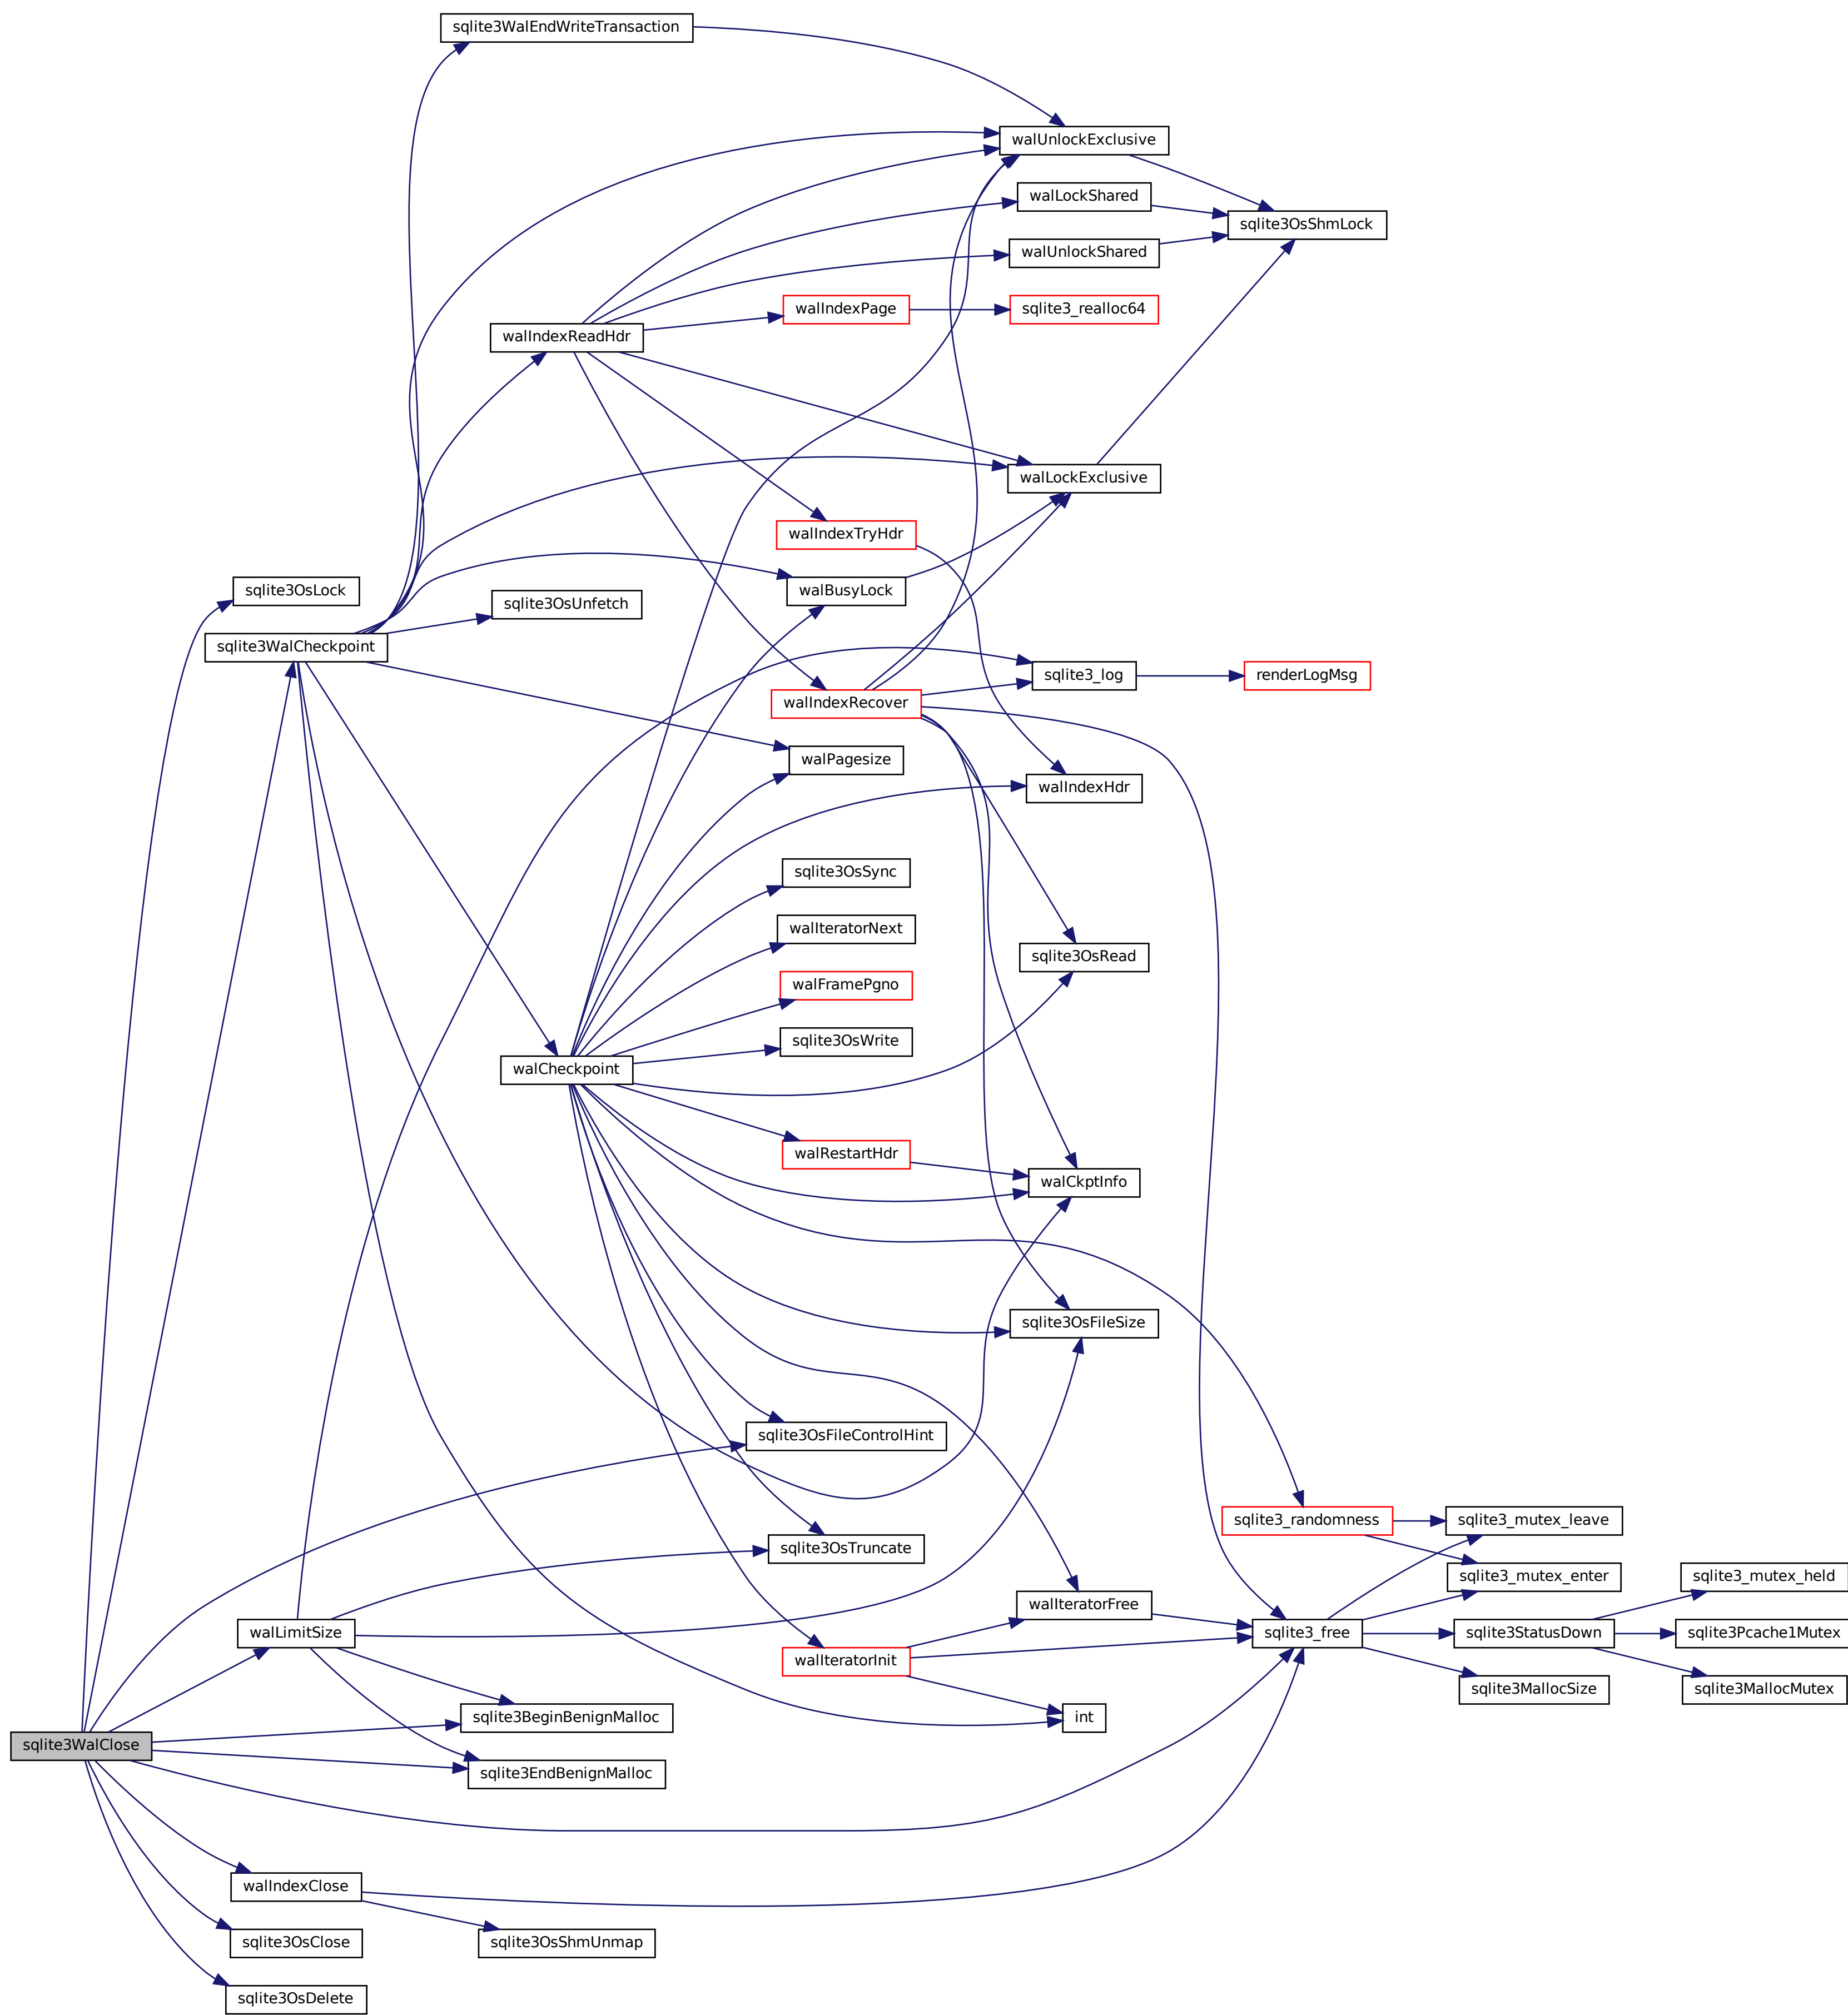 sqlite3WalEndWriteTransaction
walUnlockExclusive
walLockShared
sqlite3OsShmLock
walUnlockShared
walIndexPage
sqlite3_realloc64
walIndexReadHdr
walLockExclusive
walIndexTryHdr
sqlite3OsLock
walBusyLock
sqlite3OsUnfetch
sqlite3WalCheckpoint
sqlite3_log
renderLogMsg
walIndexRecover
walPagesize
walIndexHdr
sqlite3OsSync
walIteratorNext
sqlite3OsRead
walFramePgno
sqlite3OsWrite
walCheckpoint
walRestartHdr
walCkptInfo
sqlite3OsFileSize
sqlite3OsFileControlHint
sqlite3_randomness
sqlite3_mutex_leave
sqlite3OsTruncate
sqlite3_mutex_enter
sqlite3_mutex_held
walIteratorFree
walLimitSize
sqlite3_free
sqlite3StatusDown
sqlite3Pcache1Mutex
walIteratorInit
sqlite3MallocSize
sqlite3MallocMutex
sqlite3BeginBenignMalloc
int
sqlite3WalClose
sqlite3EndBenignMalloc
walIndexClose
sqlite3OsClose
sqlite3OsShmUnmap
sqlite3OsDelete